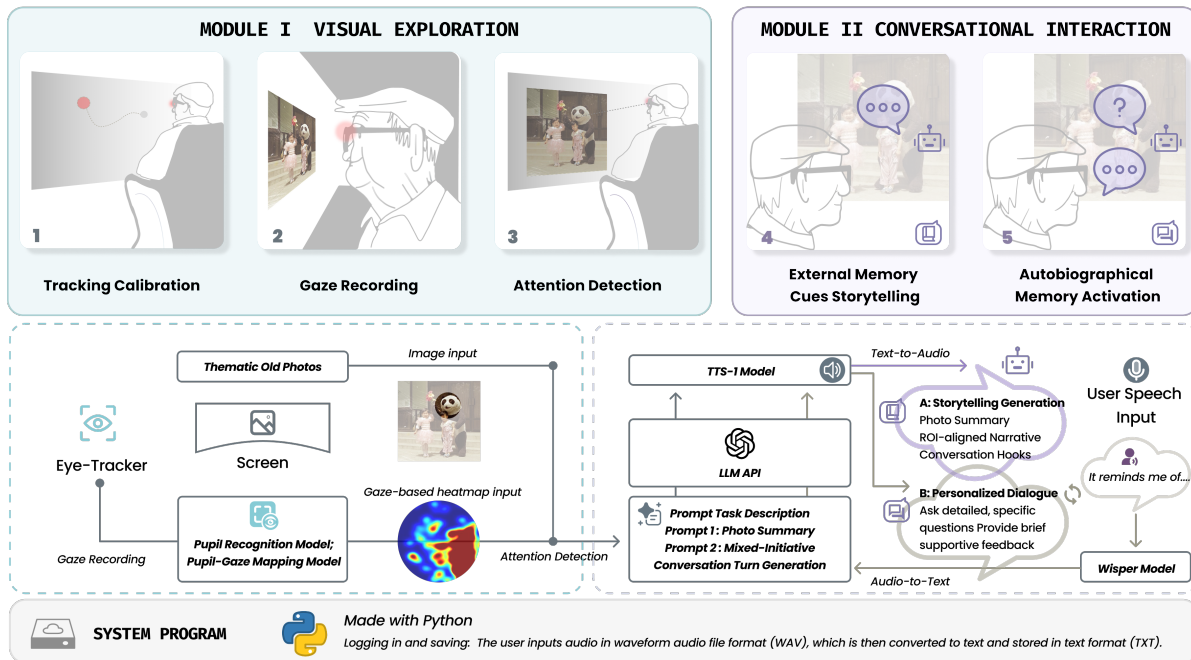 MODULE I VISUAL EXPLORATION
1
Tracking Calibration
2
Gaze Recording
3
Attention Detection
MODULE II CONVERSATIONAL INTERACTION
4
External Memory
Cues Storytelling
?
5
Autobiographical
Memory Activation
Thematic Old Photos
Image input
Eye-Tracker
Screen
Gaze-based heatmap input
Gaze Recording
Pupil Recognition Model;
Pupil-Gaze Mapping Model
Attention Detection
TTS-1 Model
Text-to-Audio
LLM API
Prompt Task Description
Prompt 1 : Photo Summary
Prompt 2 : Mixed-Initiative
Conversation Turn Generation
A: Storytelling Generation
Photo Summary
ROI-aligned Narrative
Conversation Hooks
B: Personalized Dialogue
Ask detailed, specific
questions Provide brief
supportive feedback
User Speech
Input
It reminds me of....
Audio-to-Text
Wisper Model
SYSTEM PROGRAM
Made with Python
Logging in and saving: The user inputs audio in waveform audio file format (WAV), which is then converted to text and stored in text format (TXT).